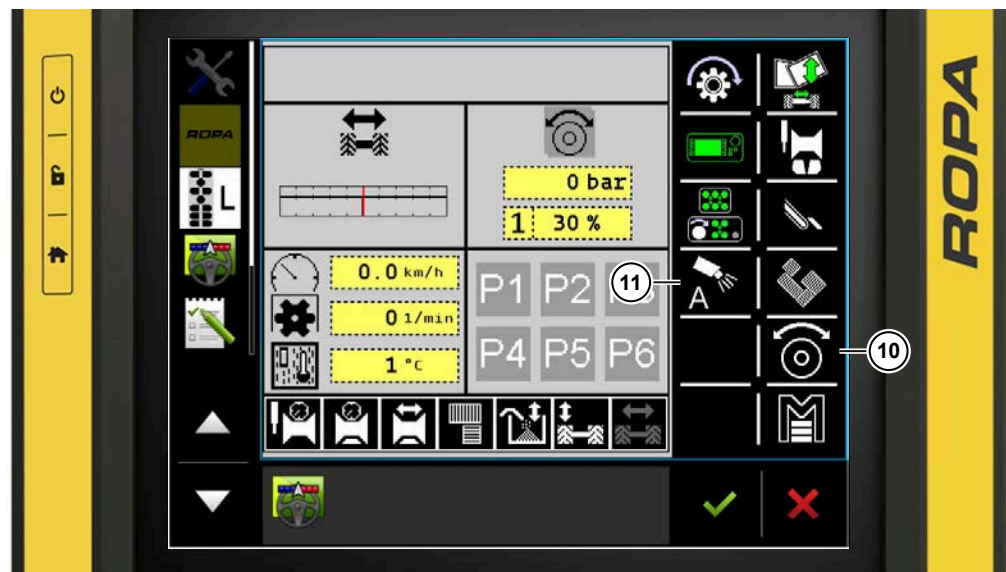 ROPA
ROPA
L
0 bar
1 30 %
0.0 km/h
0 1/min
1 °C
P1 P2
P4 P5 P6
A
11
10